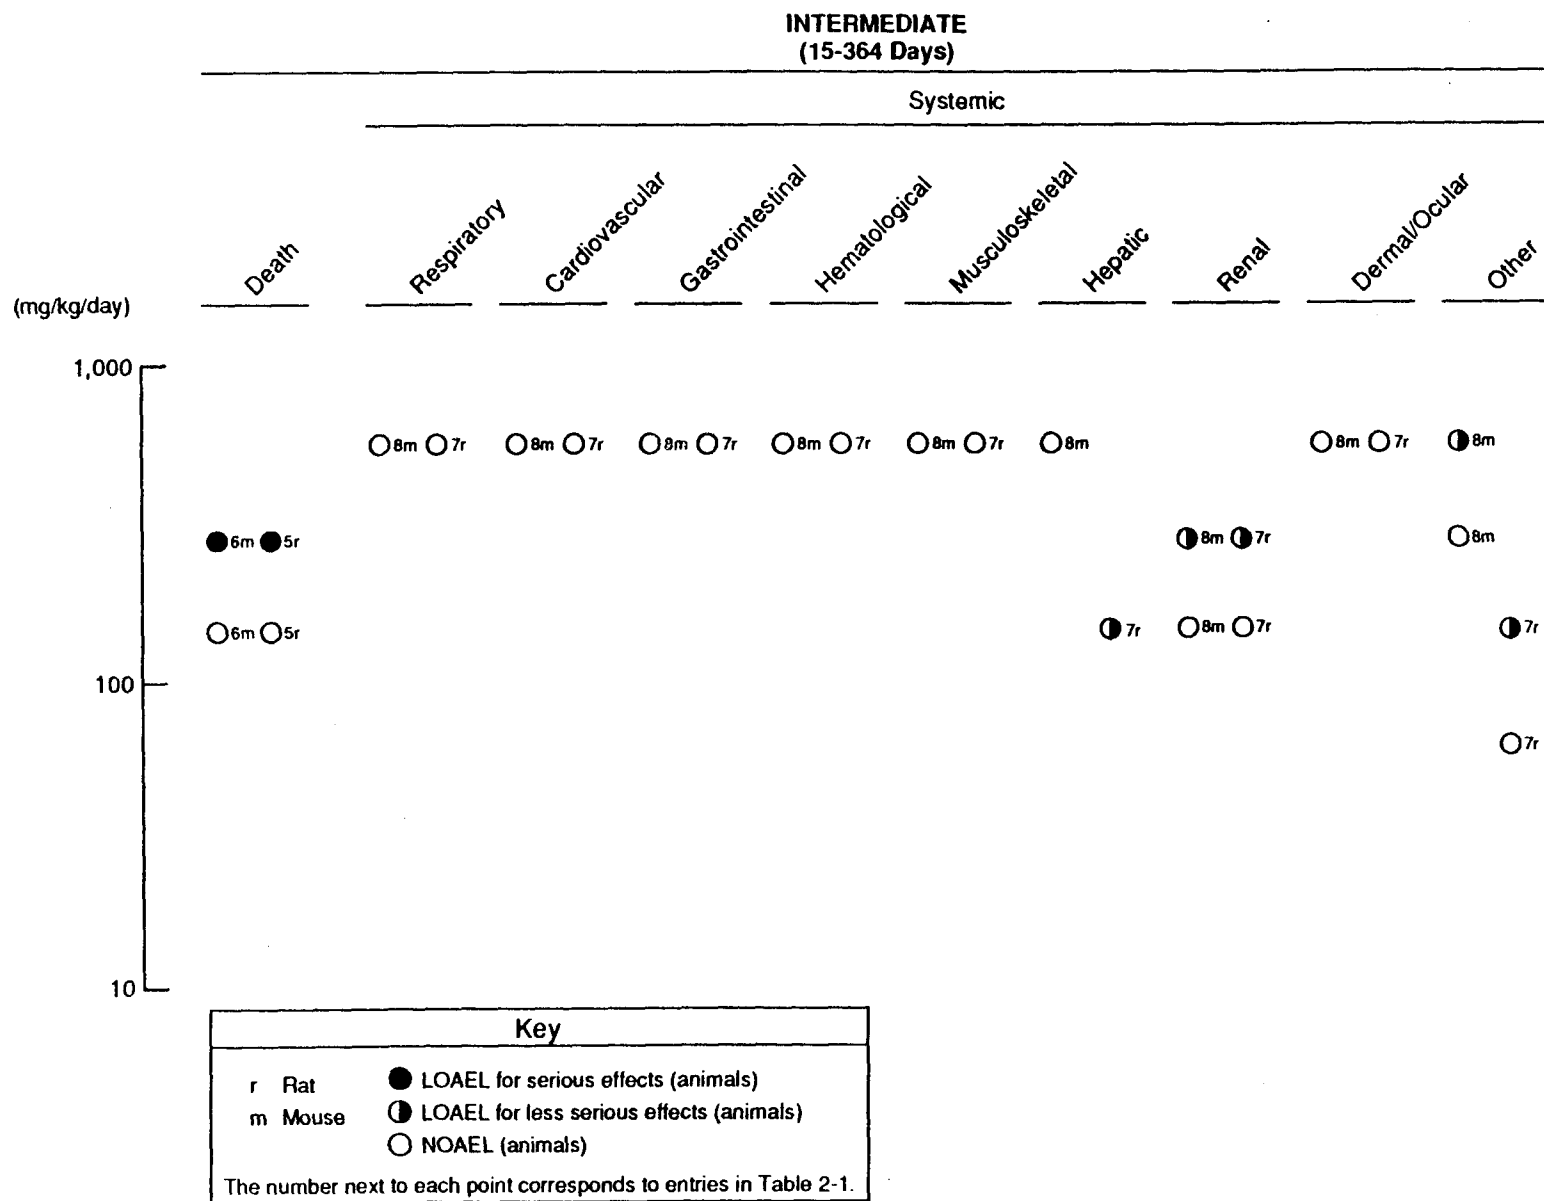 INTERMEDIATE
(15-364 Days)
Systemic
Death
Respiratory
Cardiovascular
Gastrointestinal
Hematological
Musculoskeletal
Hepatic
Renal
Dermal/Ocular
Other
(mg/kg/day)
1,000
8m 7r 8m 7r 8m 7r 8m 7r 8m 7r 8m 8m 7r 8m
6m 5r 8m 7r 8m
6m 5r 7r 8m 7r 7r
100
7r
10
Key
r Rat LOAEL for serious effects (animals)
m Mouse LOAEL for less serious effects (animals)
NOAEL (animals)
The number next to each point corresponds to entries in Table 2-1.